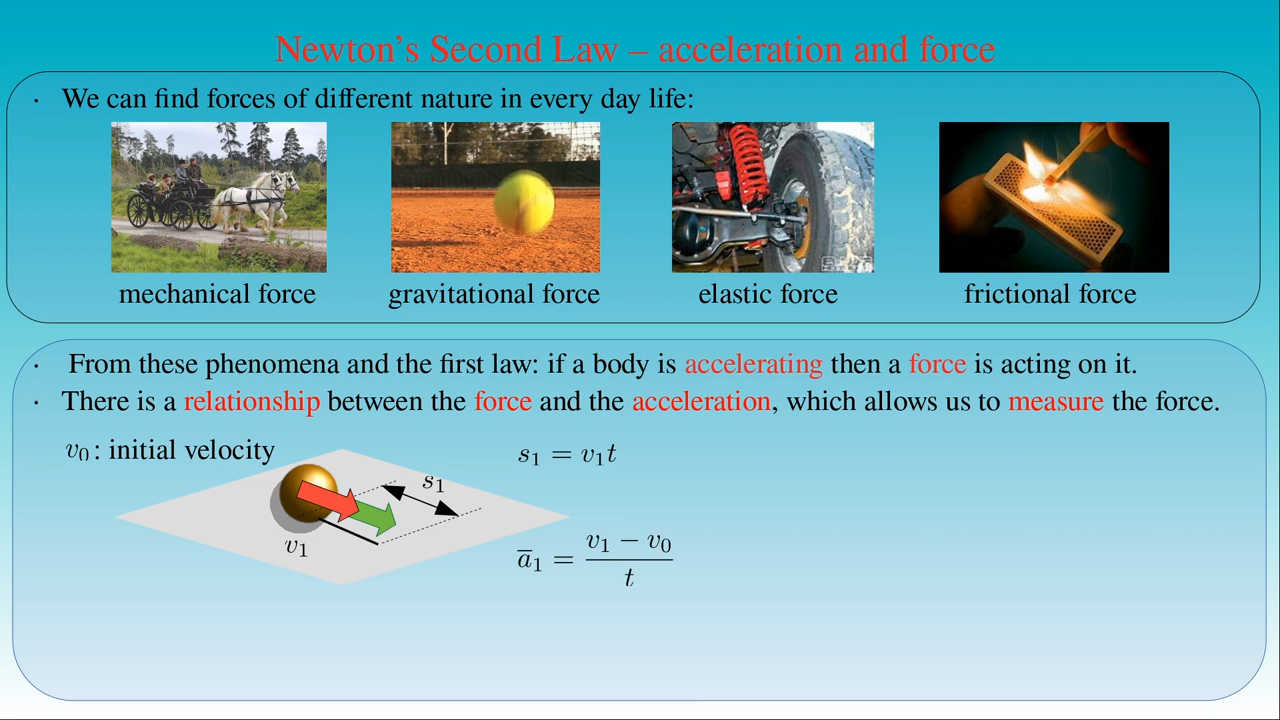 Newton's Second Law – acceleration and force
· We can find forces of different nature in every day life:
mechanical force
gravitational force
elastic force
frictional force
· From these phenomena and the first law: if a body is accelerating then a force is acting on it.
· There is a relationship between the force and the acceleration, which allows us to measure the force.
v₀: initial velocity
s₁ = v₁t
s₁
v₁
a̅₁ = (v₁ − v₀)/t